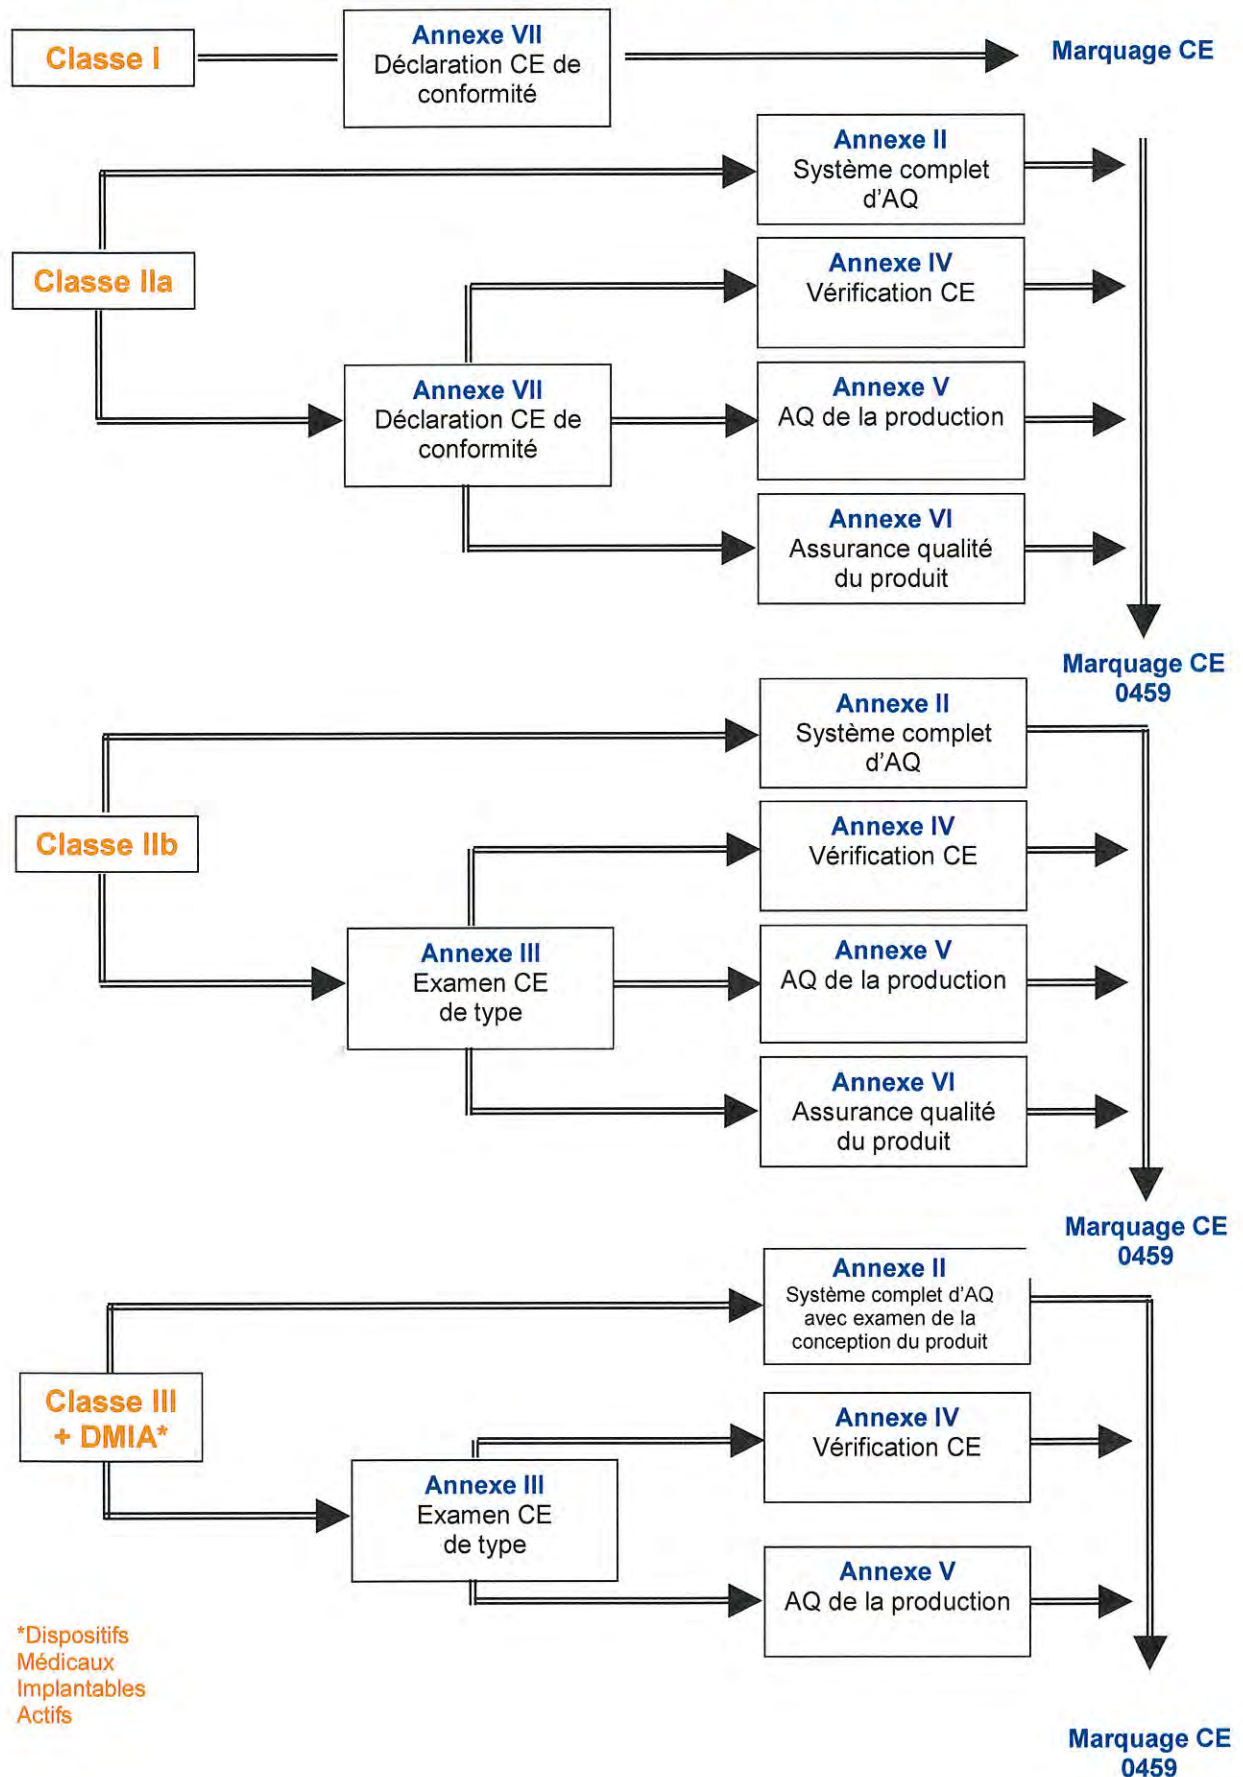 Classe I
Annexe VII
Déclaration CE de
conformité
Marquage CE
Annexe II
Système complet
d'AQ
Classe IIa
Annexe IV
Vérification CE
Annexe VII
Déclaration CE de
conformité
Annexe V
AQ de la production
Annexe VI
Assurance qualité
du produit
Marquage CE
0459
Annexe II
Système complet
d'AQ
Classe IIb
Annexe IV
Vérification CE
Annexe III
Examen CE
de type
Annexe V
AQ de la production
Annexe VI
Assurance qualité
du produit
Marquage CE
0459
Annexe II
Système complet d'AQ
avec examen de la
conception du produit
Classe III
+ DMIA*
Annexe IV
Vérification CE
Annexe III
Examen CE
de type
Annexe V
AQ de la production
*Dispositifs
Médicaux
Implantables
Actifs
Marquage CE
0459